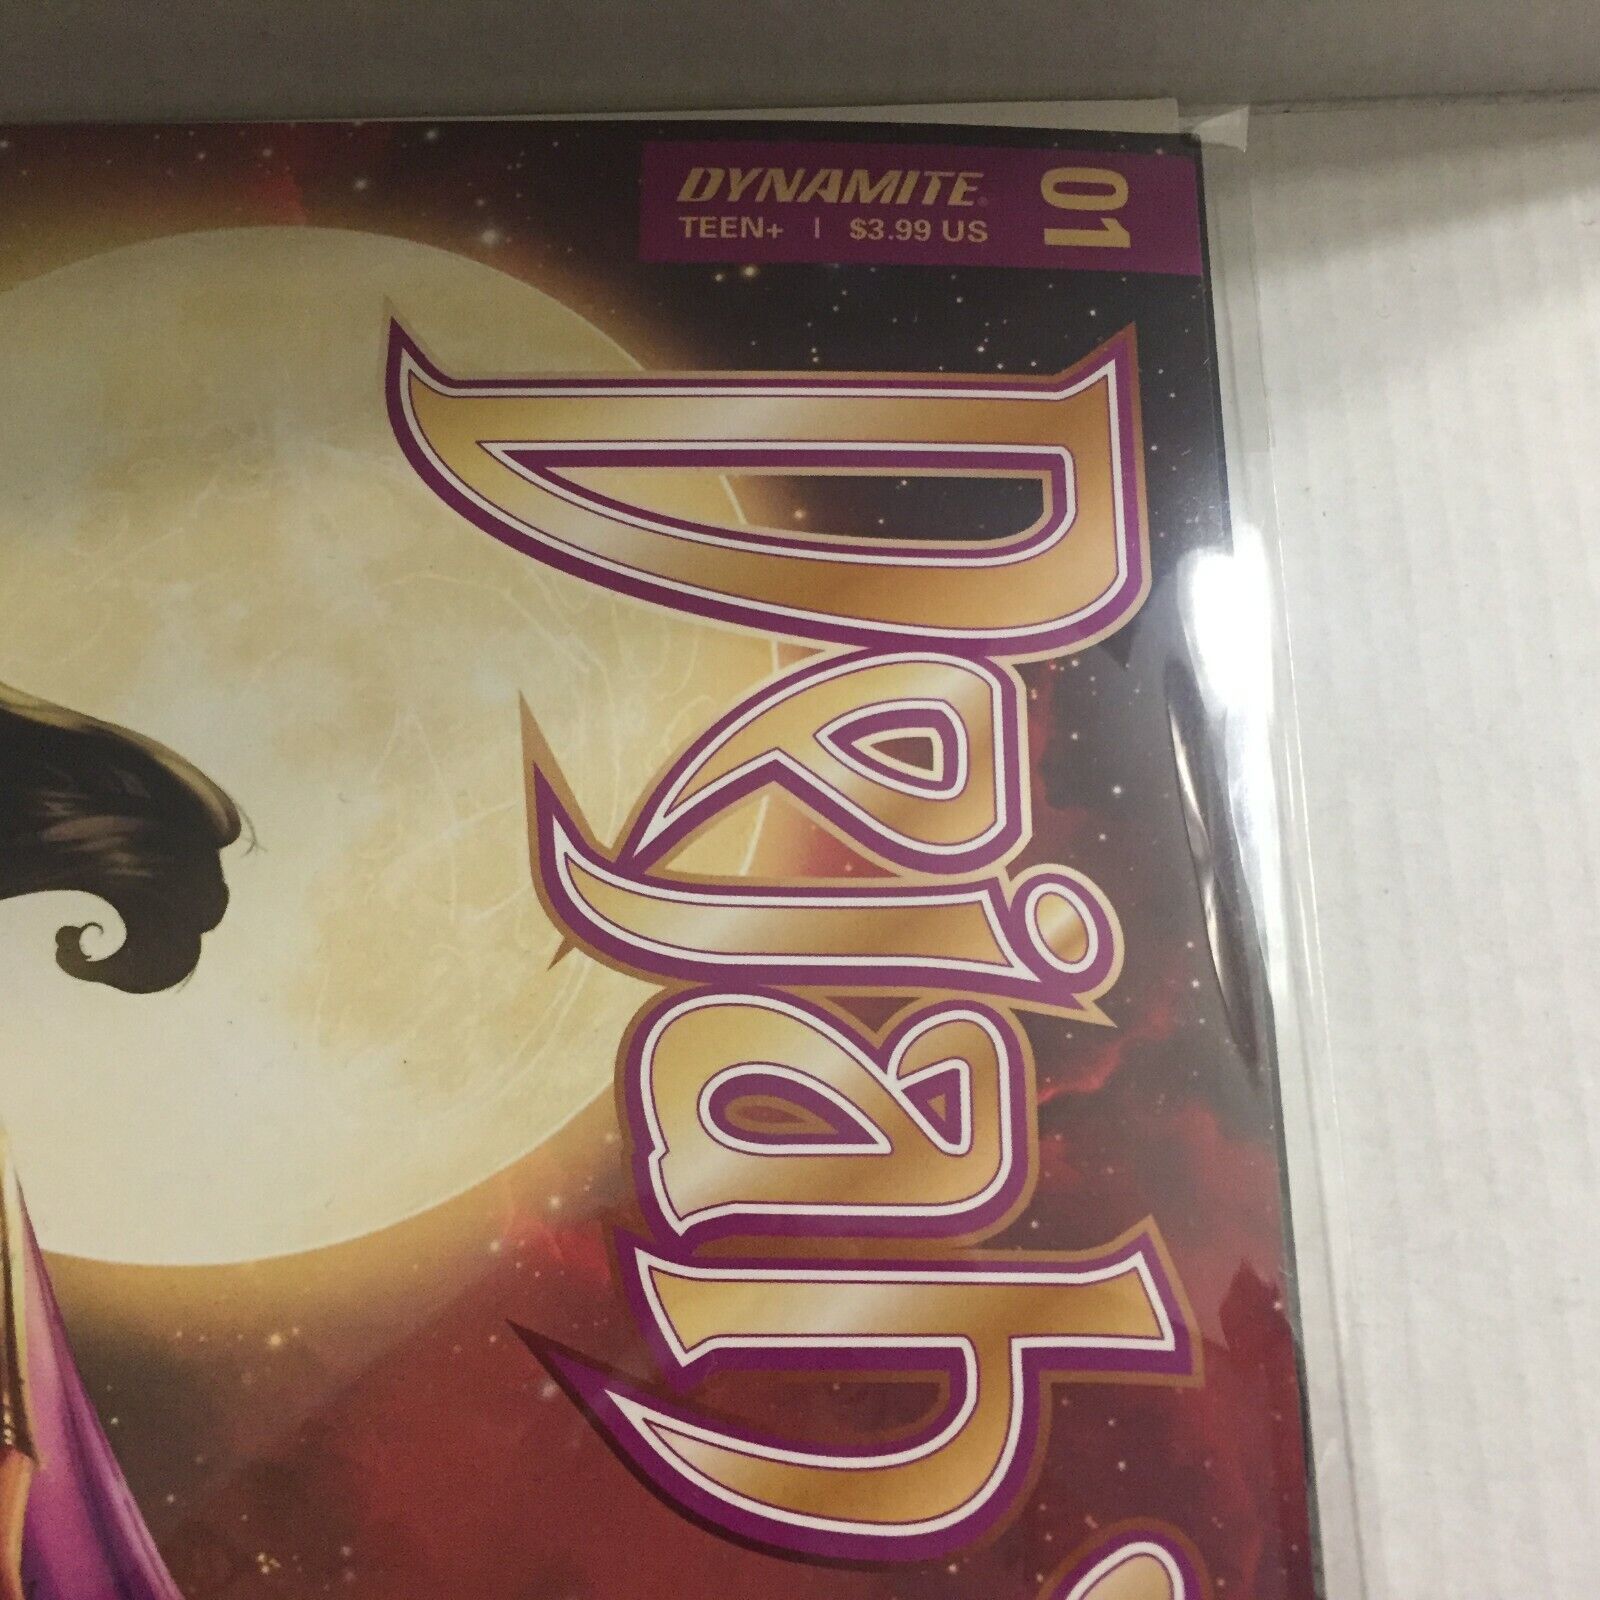 DYNAMITE®
TEEN+ | $3.99 US
01
Dejah